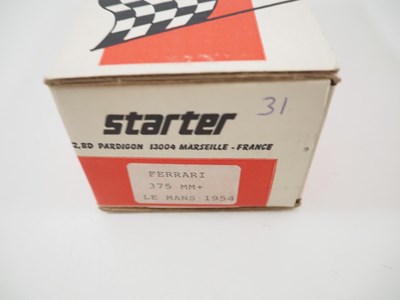 31
starter
2, BD PARDIGON 13004 MARSEILLE - FRANCE
FERRARI
375 MM+
LE MANS 1954